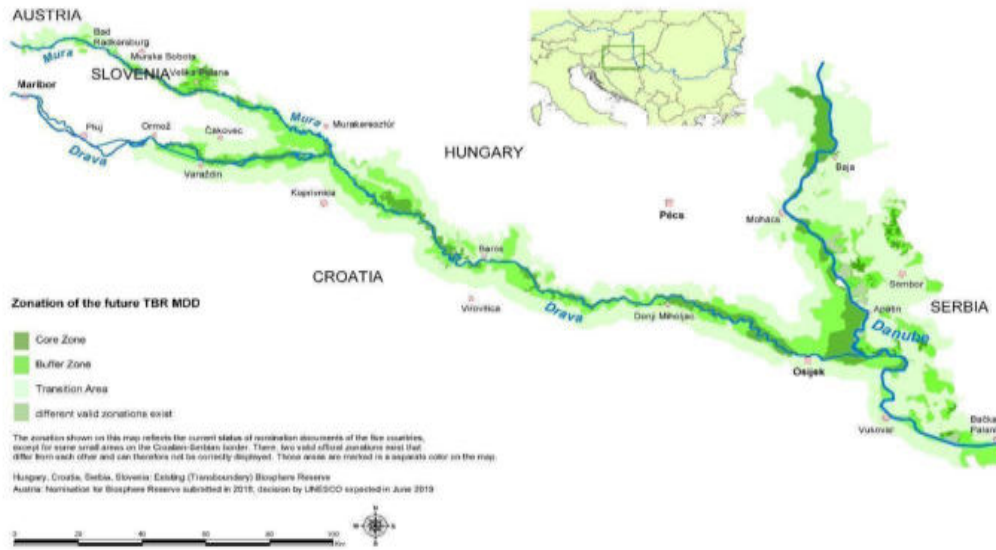 AUSTRIA
Bad
Radkersburg
Mura
Murska Sobota
SLOVENIA
Velika Polana
Maribor
Mura
Murakeresztúr
Ptuj
Ormož
Čakovec
Drava
Varaždin
HUNGARY
Baja
Koprivnica
Pécs
Mohács
Barcs
CROATIA
Sombor
Zonation of the future TBR MDD
Virovitica
Drava
Donji Miholjac
Apatin
SERBIA
Danube
Core Zone
Buffer Zone
Osijek
Transition Area
different valid zonations exist
Vukovar
Bačka
Palanka
The zonation shown on this map reflects the current status of nomination documents of the five countries,
except for some small areas on the Croatian-Serbian border. There, two valid official zonations exist that
differ from each other and can therefore not be correctly displayed. Those areas are marked in a separate color on the map.
Hungary, Croatia, Serbia, Slovenia: Existing (Transboundary) Biosphere Reserve
Austria: Nomination for Biosphere Reserve submitted in 2018, decision by UNESCO expected in June 2019
N
W
E
S
0 20 40 60 80 100
Km